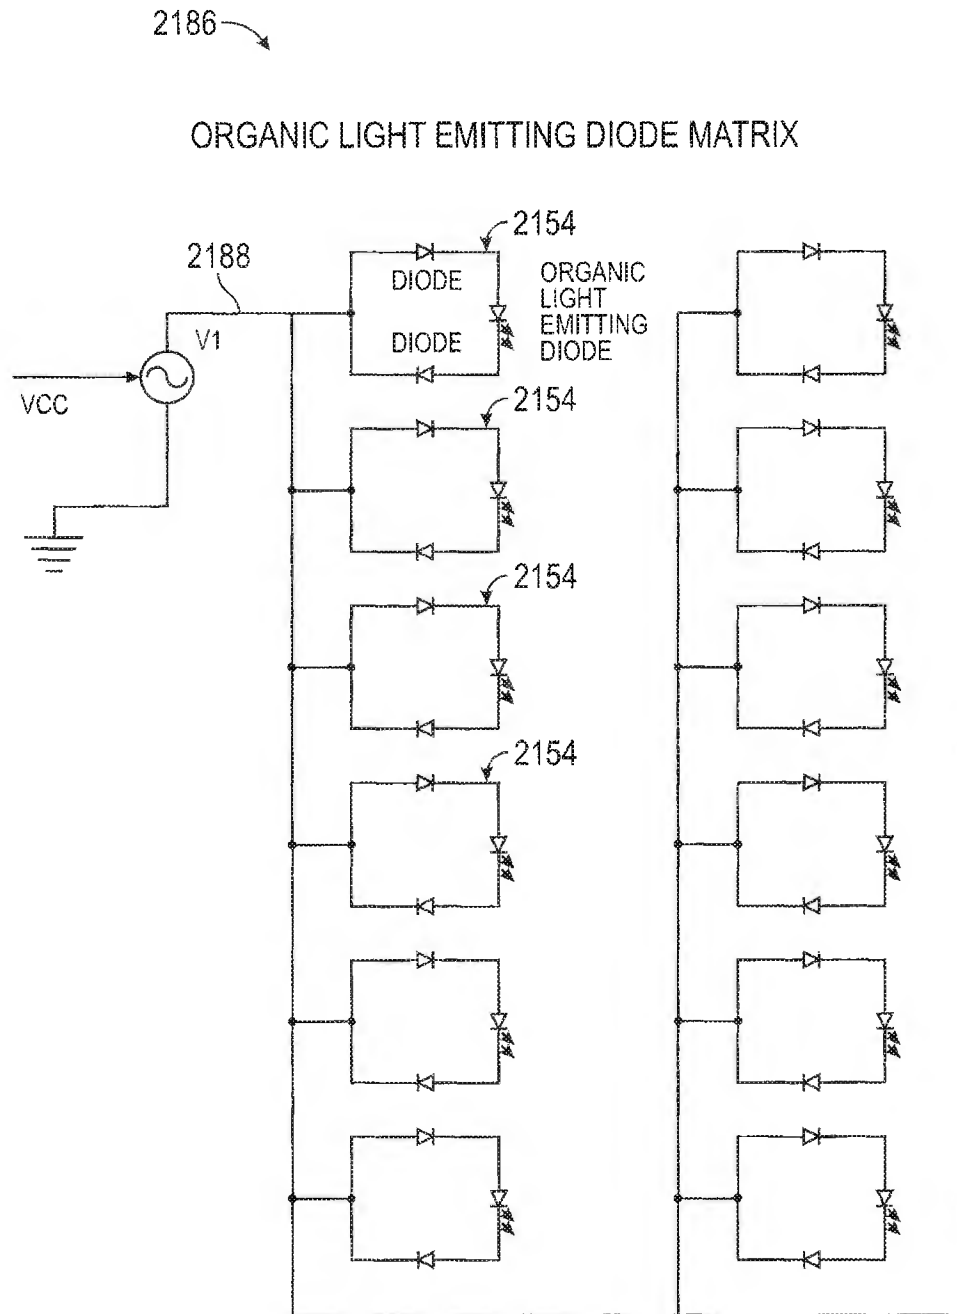 2186
ORGANIC LIGHT EMITTING DIODE MATRIX
2154
2188
DIODE
ORGANIC
LIGHT
EMITTING
DIODE
V1
DIODE
VCC
2154
2154
2154